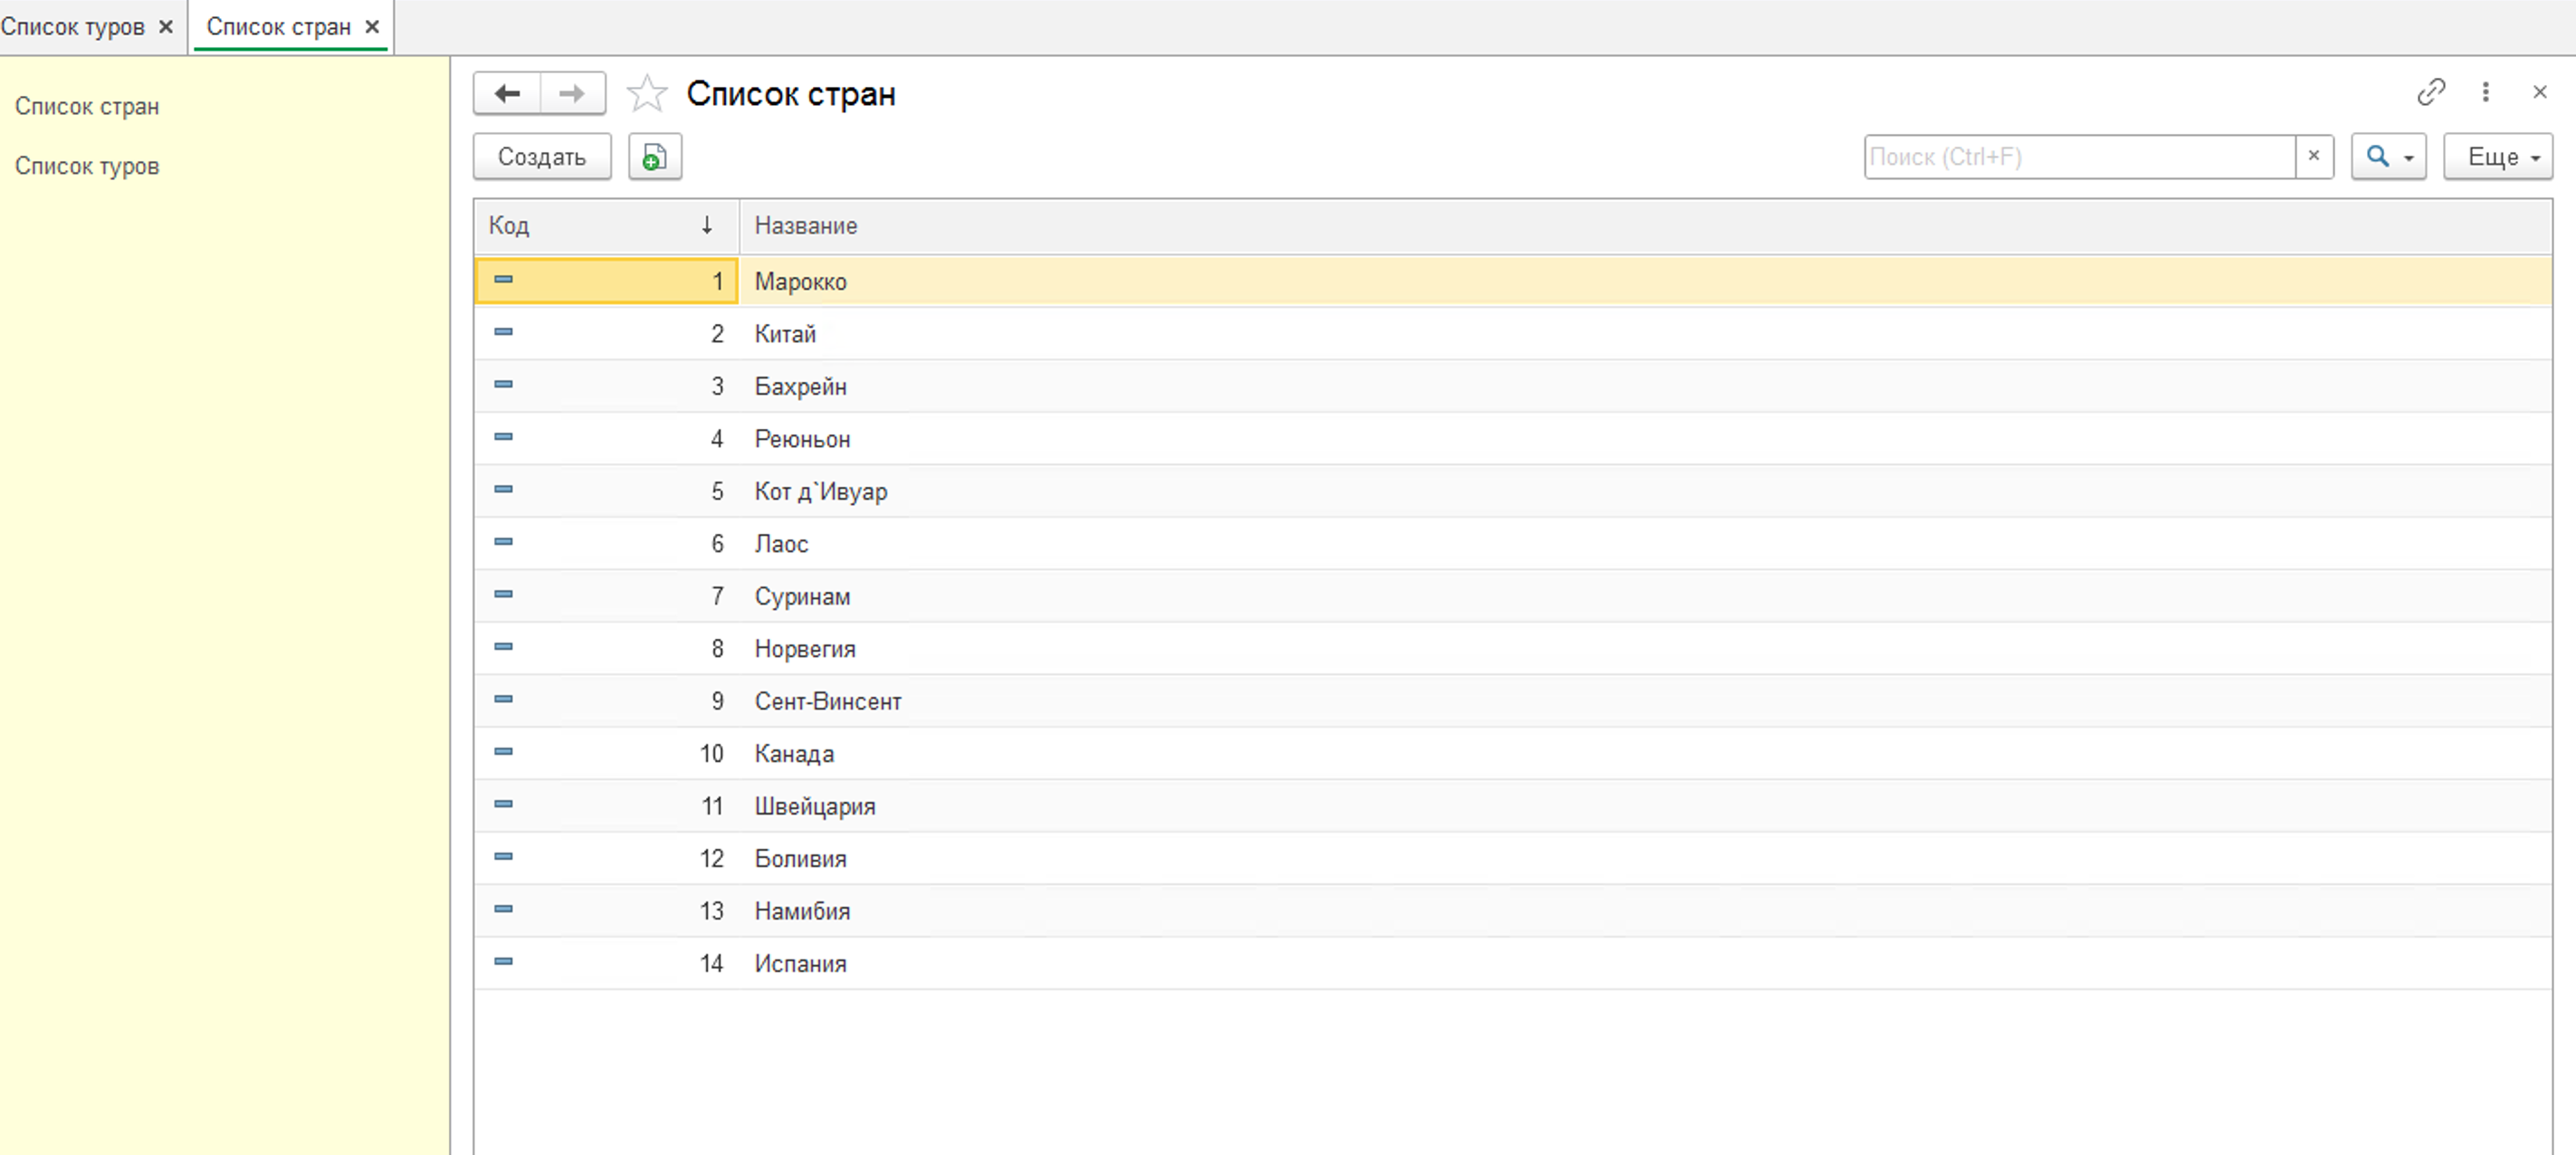 Список туров
Список стран
Список стран
Список туров
Список стран
Создать
Поиск (Ctrl+F)
Еще
Код
Название
1 Марокко
2 Китай
3 Бахрейн
4 Реюньон
5 Кот д`Ивуар
6 Лаос
7 Суринам
8 Норвегия
9 Сент-Винсент
10 Канада
11 Швейцария
12 Боливия
13 Намибия
14 Испания